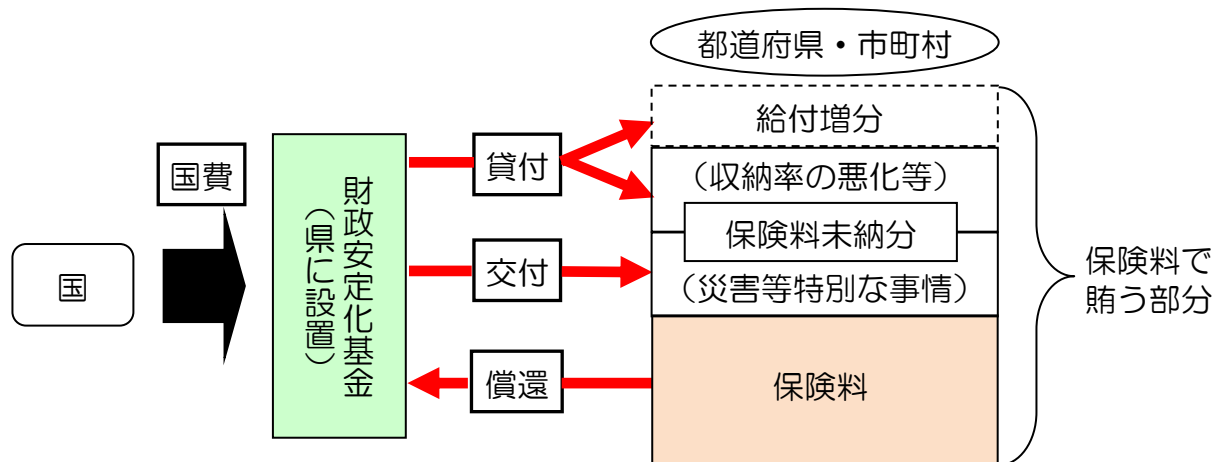 都道府県・市町村
国
国費
財政安定化基金
（県に設置）
貸付
交付
償還
給付増分
（収納率の悪化等）
保険料未納分
（災害等特別な事情）
保険料
保険料で
賄う部分